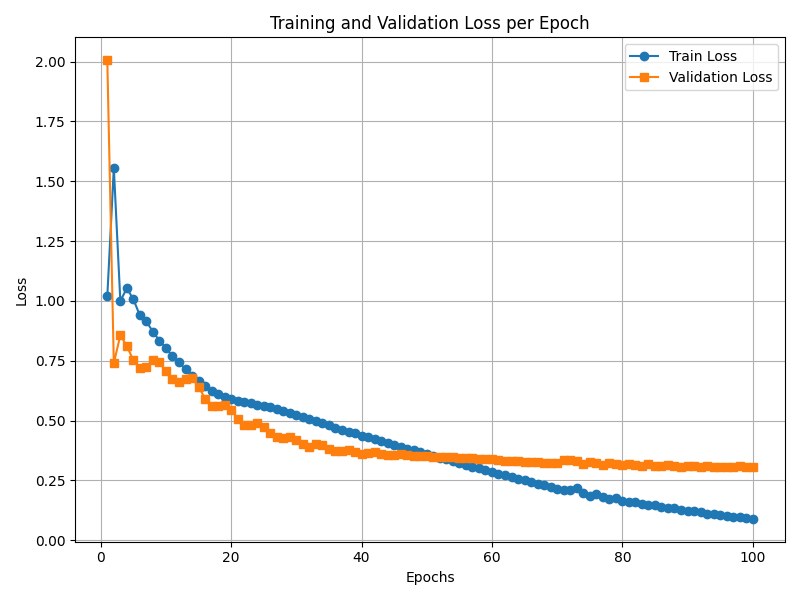 Training and Validation Loss per Epoch
Train Loss
Validation Loss
2.00
1.75
1.50
1.25
1.00
0.75
0.50
0.25
0.00
Loss
0 20 40 60 80 100
Epochs